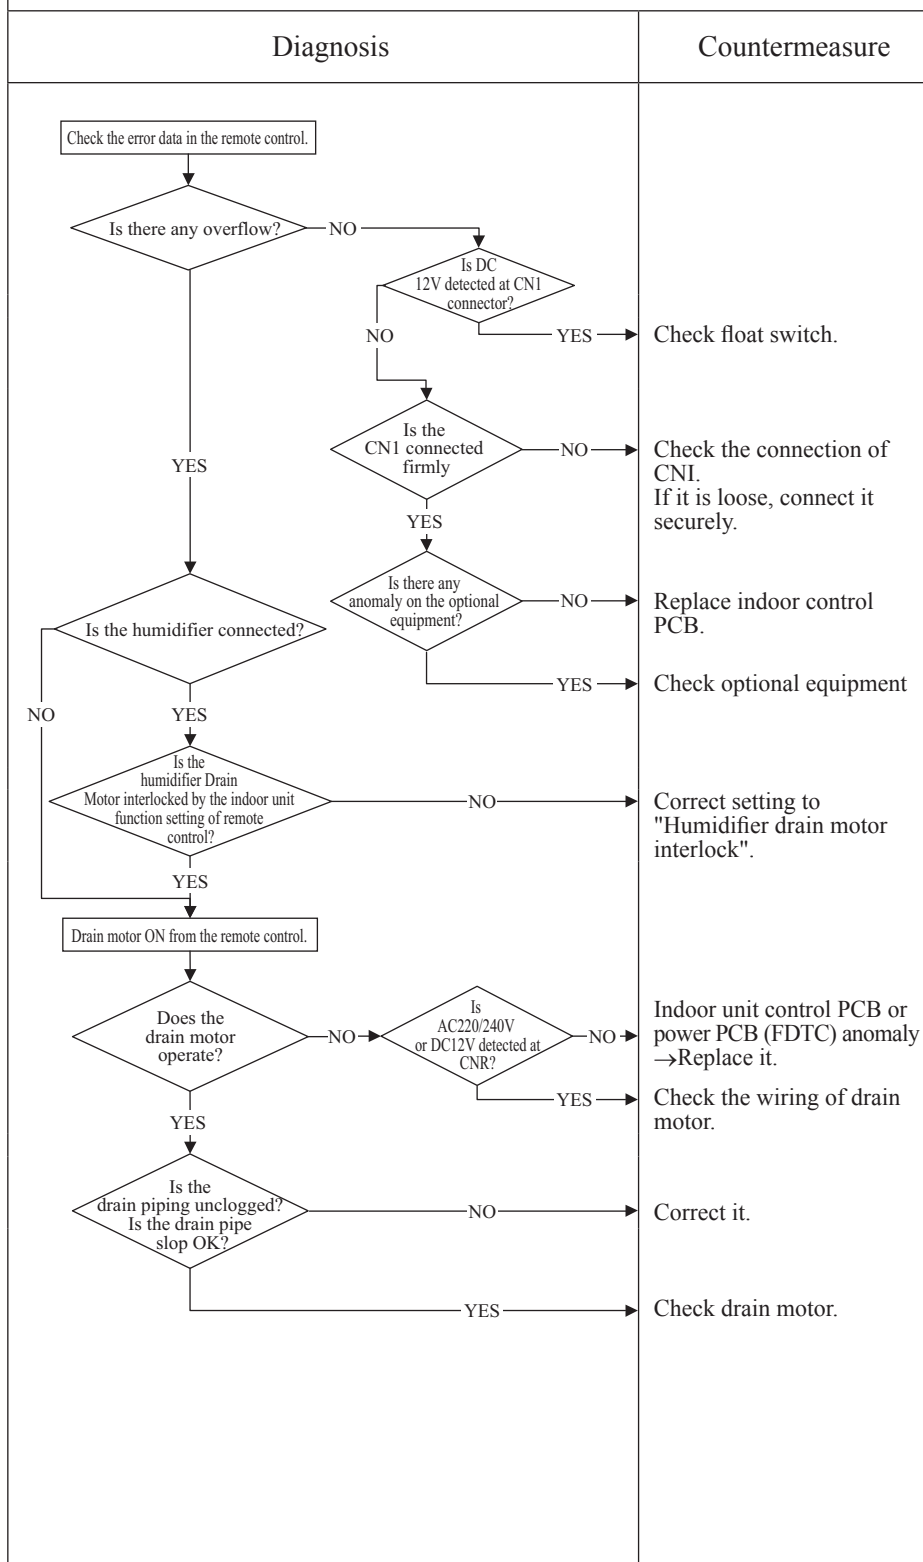 Diagnosis
Countermeasure
Check the error data in the remote control.
Is there any overflow?
NO
Is DC
12V detected at CN1
connector?
NO
YES
Check float switch.
Is the
CN1 connected
firmly
NO
Check the connection of
CNI.
If it is loose, connect it
securely.
YES
YES
Is there any
anomaly on the optional
equipment?
NO
Replace indoor control
PCB.
Is the humidifier connected?
YES
Check optional equipment
NO
YES
Is the
humidifier Drain
Motor interlocked by the indoor unit
function setting of remote
control?
NO
Correct setting to
"Humidifier drain motor
interlock".
YES
Drain motor ON from the remote control.
Does the
drain motor
operate?
NO
Is
AC220/240V
or DC12V detected at
CNR?
NO
Indoor unit control PCB or
power PCB (FDTC) anomaly
→Replace it.
YES
Check the wiring of drain
motor.
YES
Is the
drain piping unclogged?
Is the drain pipe
slop OK?
NO
Correct it.
YES
Check drain motor.